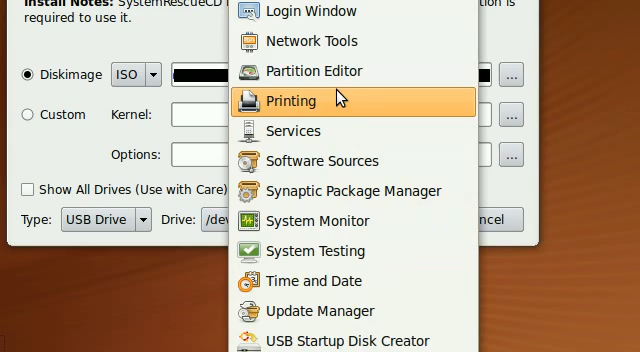 Install Notes: SystemRescueCD
required to use it.
tion is
Diskimage
ISO
...
Custom
Kernel:
...
Options:
...
Show All Drives (Use with Care)
Type:
USB Drive
Drive:
/dev
ncel
Login Window
Network Tools
Partition Editor
Printing
Services
Software Sources
Synaptic Package Manager
System Monitor
System Testing
Time and Date
Update Manager
USB Startup Disk Creator